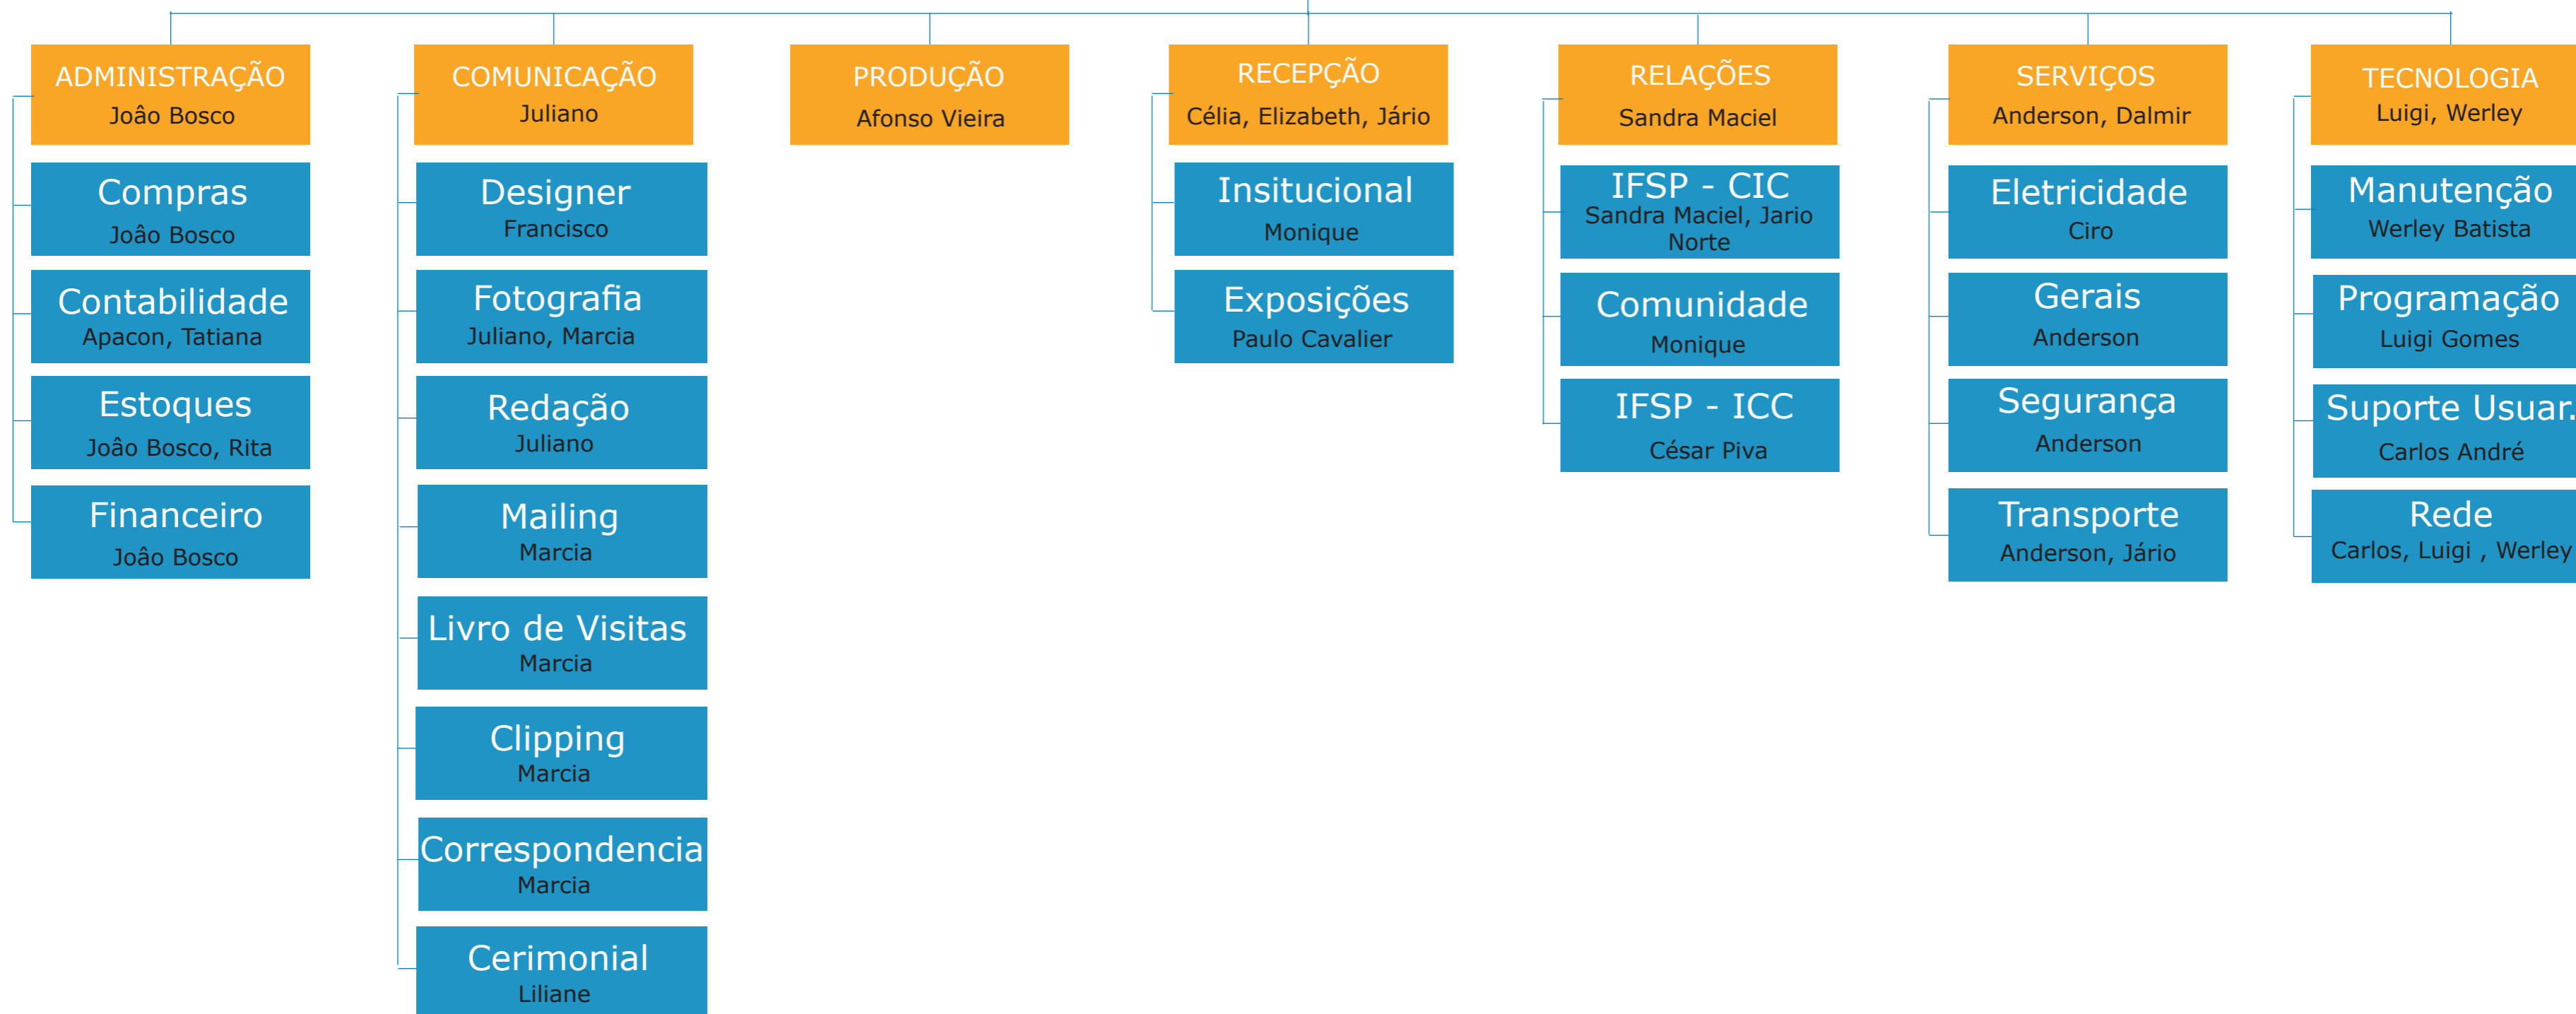 ADMINISTRAÇÃO
Joâo Bosco
Compras
Joâo Bosco
Contabilidade
Apacon, Tatiana
Estoques
Joâo Bosco, Rita
Financeiro
Joâo Bosco
COMUNICAÇÃO
Juliano
Designer
Francisco
Fotografia
Juliano, Marcia
Redação
Juliano
Mailing
Marcia
Livro de Visitas
Marcia
Clipping
Marcia
Correspondencia
Marcia
Cerimonial
Liliane
PRODUÇÃO
Afonso Vieira
RECEPÇÃO
Célia, Elizabeth, Jário
Insitucional
Monique
Exposições
Paulo Cavalier
RELAÇÕES
Sandra Maciel
IFSP - CIC
Sandra Maciel, Jario
Norte
Comunidade
Monique
IFSP - ICC
César Piva
SERVIÇOS
Anderson, Dalmir
Eletricidade
Ciro
Gerais
Anderson
Segurança
Anderson
Transporte
Anderson, Jário
TECNOLOGIA
Luigi, Werley
Manutenção
Werley Batista
Programação
Luigi Gomes
Suporte Usuar.
Carlos André
Rede
Carlos, Luigi , Werley